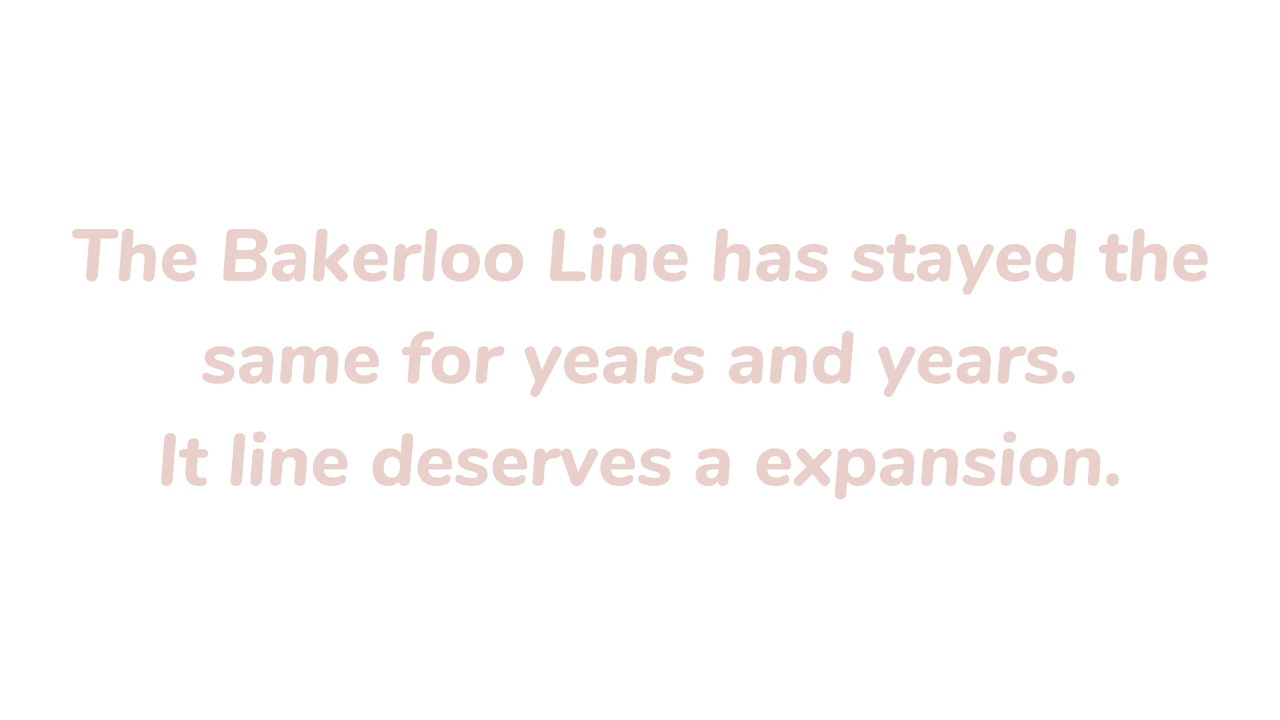 The Bakerloo Line has stayed the
same for years and years.
It line deserves a expansion.